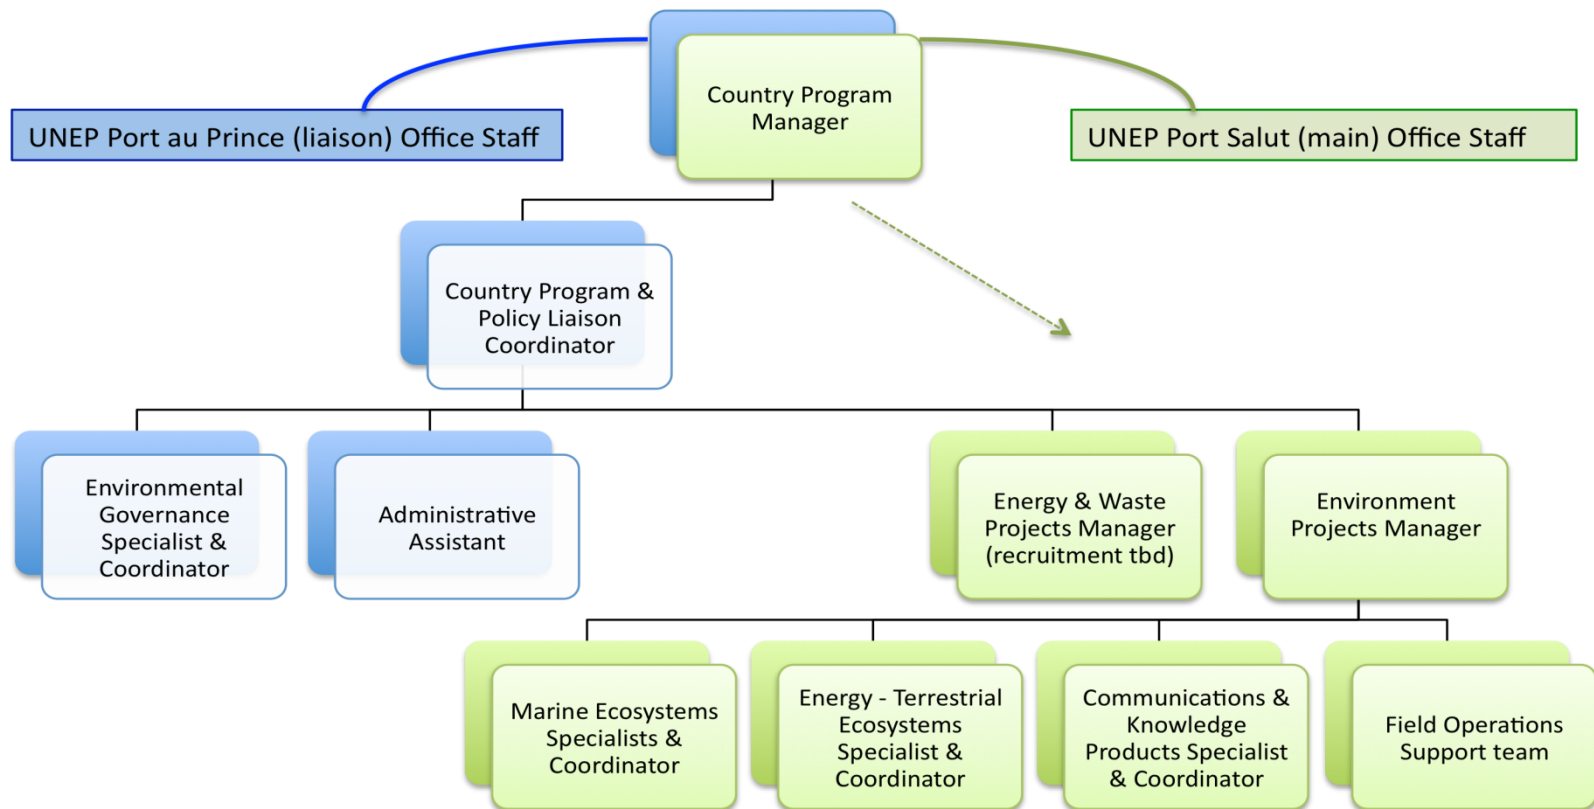 Country Program
Manager
UNEP Port au Prince (liaison) Office Staff
UNEP Port Salut (main) Office Staff
Country Program &
Policy Liaison
Coordinator
Environmental
Governance
Specialist &
Coordinator
Administrative
Assistant
Energy & Waste
Projects Manager
(recruitment tbd)
Environment
Projects Manager
Marine Ecosystems
Specialists &
Coordinator
Energy - Terrestrial
Ecosystems
Specialist &
Coordinator
Communications &
Knowledge
Products Specialist
& Coordinator
Field Operations
Support team